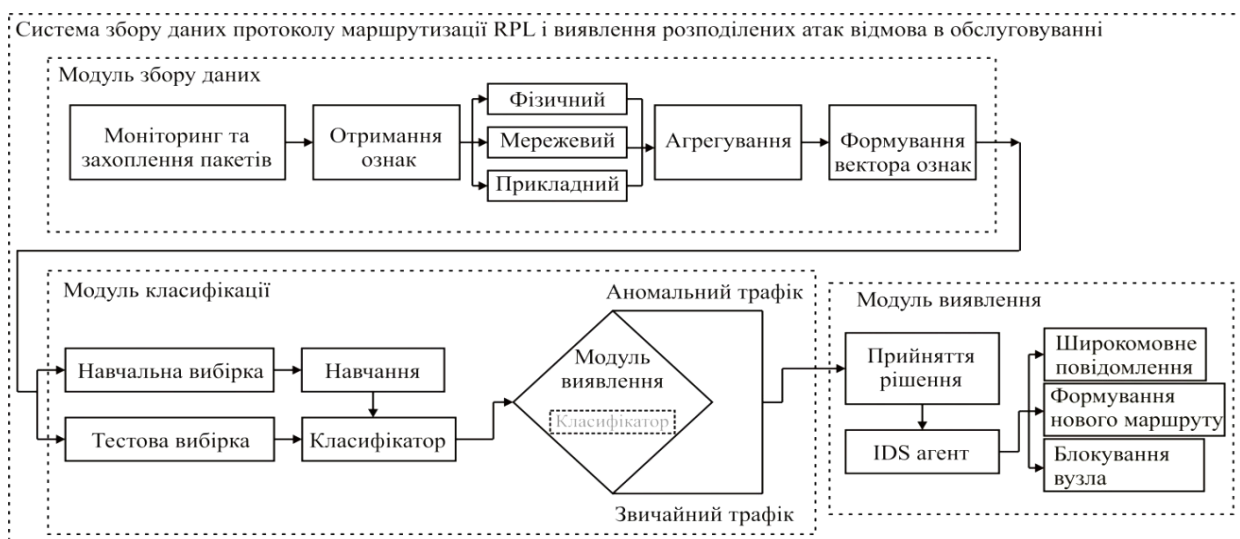 Система збору даних протоколу маршрутизації RPL і виявлення розподілених атак відмова в обслуговуванні
Модуль збору даних
Моніторинг та
захоплення пакетів
Отримання
ознак
Фізичний
Мережевий
Прикладний
Агрегування
Формування
вектора ознак
Модуль класифікації
Навчальна вибірка
Навчання
Тестова вибірка
Класифікатор
Аномальний трафік
Модуль
виявлення
Класифікатор
Звичайний трафік
Модуль виявлення
Прийняття
рішення
IDS агент
Широкомовне
повідомлення
Формування
нового маршруту
Блокування
вузла